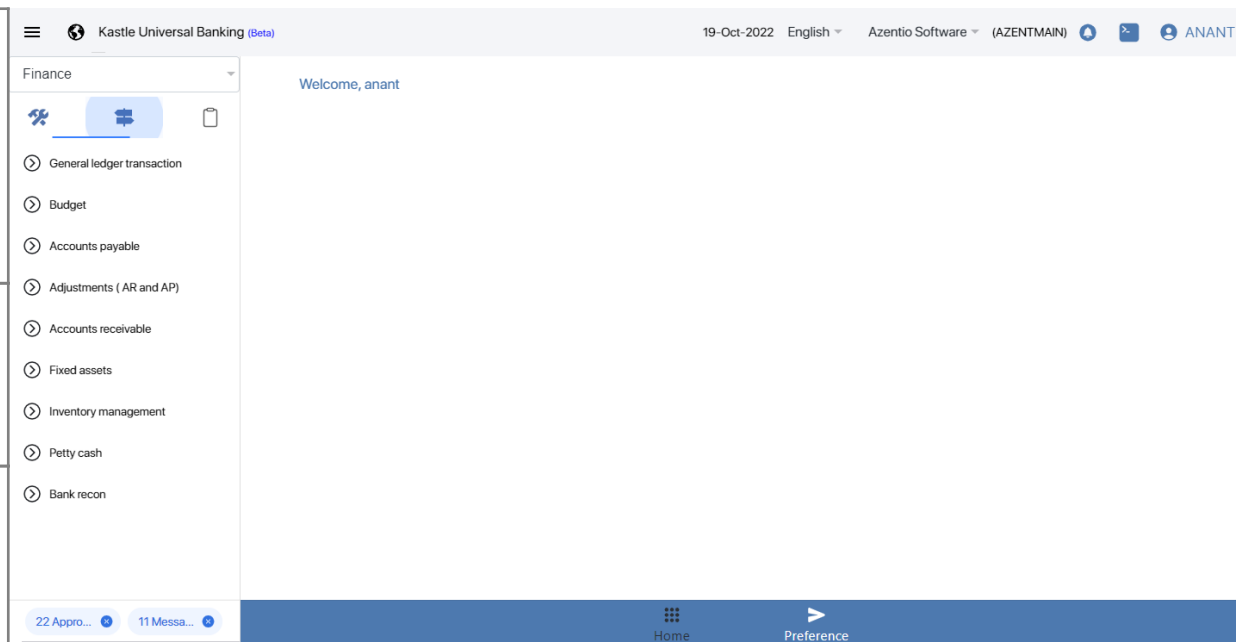 Kastle Universal Banking (Beta)
19-Oct-2022 English Azentio Software (AZENTMAIN) ANANT
Finance
Welcome, anant
General ledger transaction
Budget
Accounts payable
Adjustments ( AR and AP)
Accounts receivable
Fixed assets
Inventory management
Petty cash
Bank recon
22 Appro... 11 Messa...
Home Preference